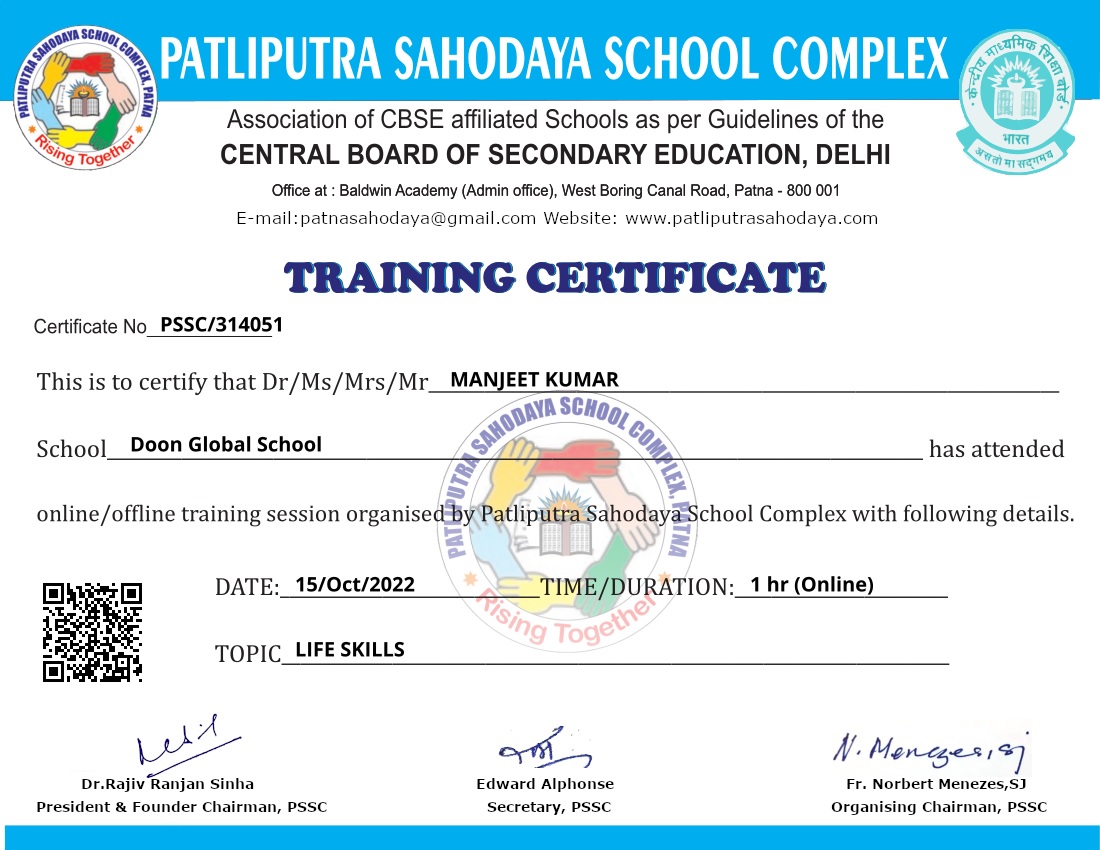 PATLIPUTRA SAHODAYA SCHOOL COMPLEX
PATLIPUTRA SAHODAYA SCHOOL COMPLEX, PATNA
Rising Together
केन्द्रीय माध्यमिक शिक्षा बोर्ड
भारत
असतो मा सद्गमय
Association of CBSE affiliated Schools as per Guidelines of the
CENTRAL BOARD OF SECONDARY EDUCATION, DELHI
Office at : Baldwin Academy (Admin office), West Boring Canal Road, Patna - 800 001
E-mail:patnasahodaya@gmail.com Website: www.patliputrasahodaya.com
TRAINING CERTIFICATE
Certificate No PSSC/314051
This is to certify that Dr/Ms/Mrs/Mr MANJEET KUMAR
School Doon Global School has attended
online/offline training session organised by Patliputra Sahodaya School Complex with following details.
PATLIPUTRA SAHODAYA SCHOOL COMPLEX, PATNA
Rising Together
DATE: 15/Oct/2022 TIME/DURATION: 1 hr (Online)
TOPIC LIFE SKILLS
N. Menezes, sj
Dr.Rajiv Ranjan Sinha Edward Alphonse Fr. Norbert Menezes,SJ
President & Founder Chairman, PSSC Secretary, PSSC Organising Chairman, PSSC